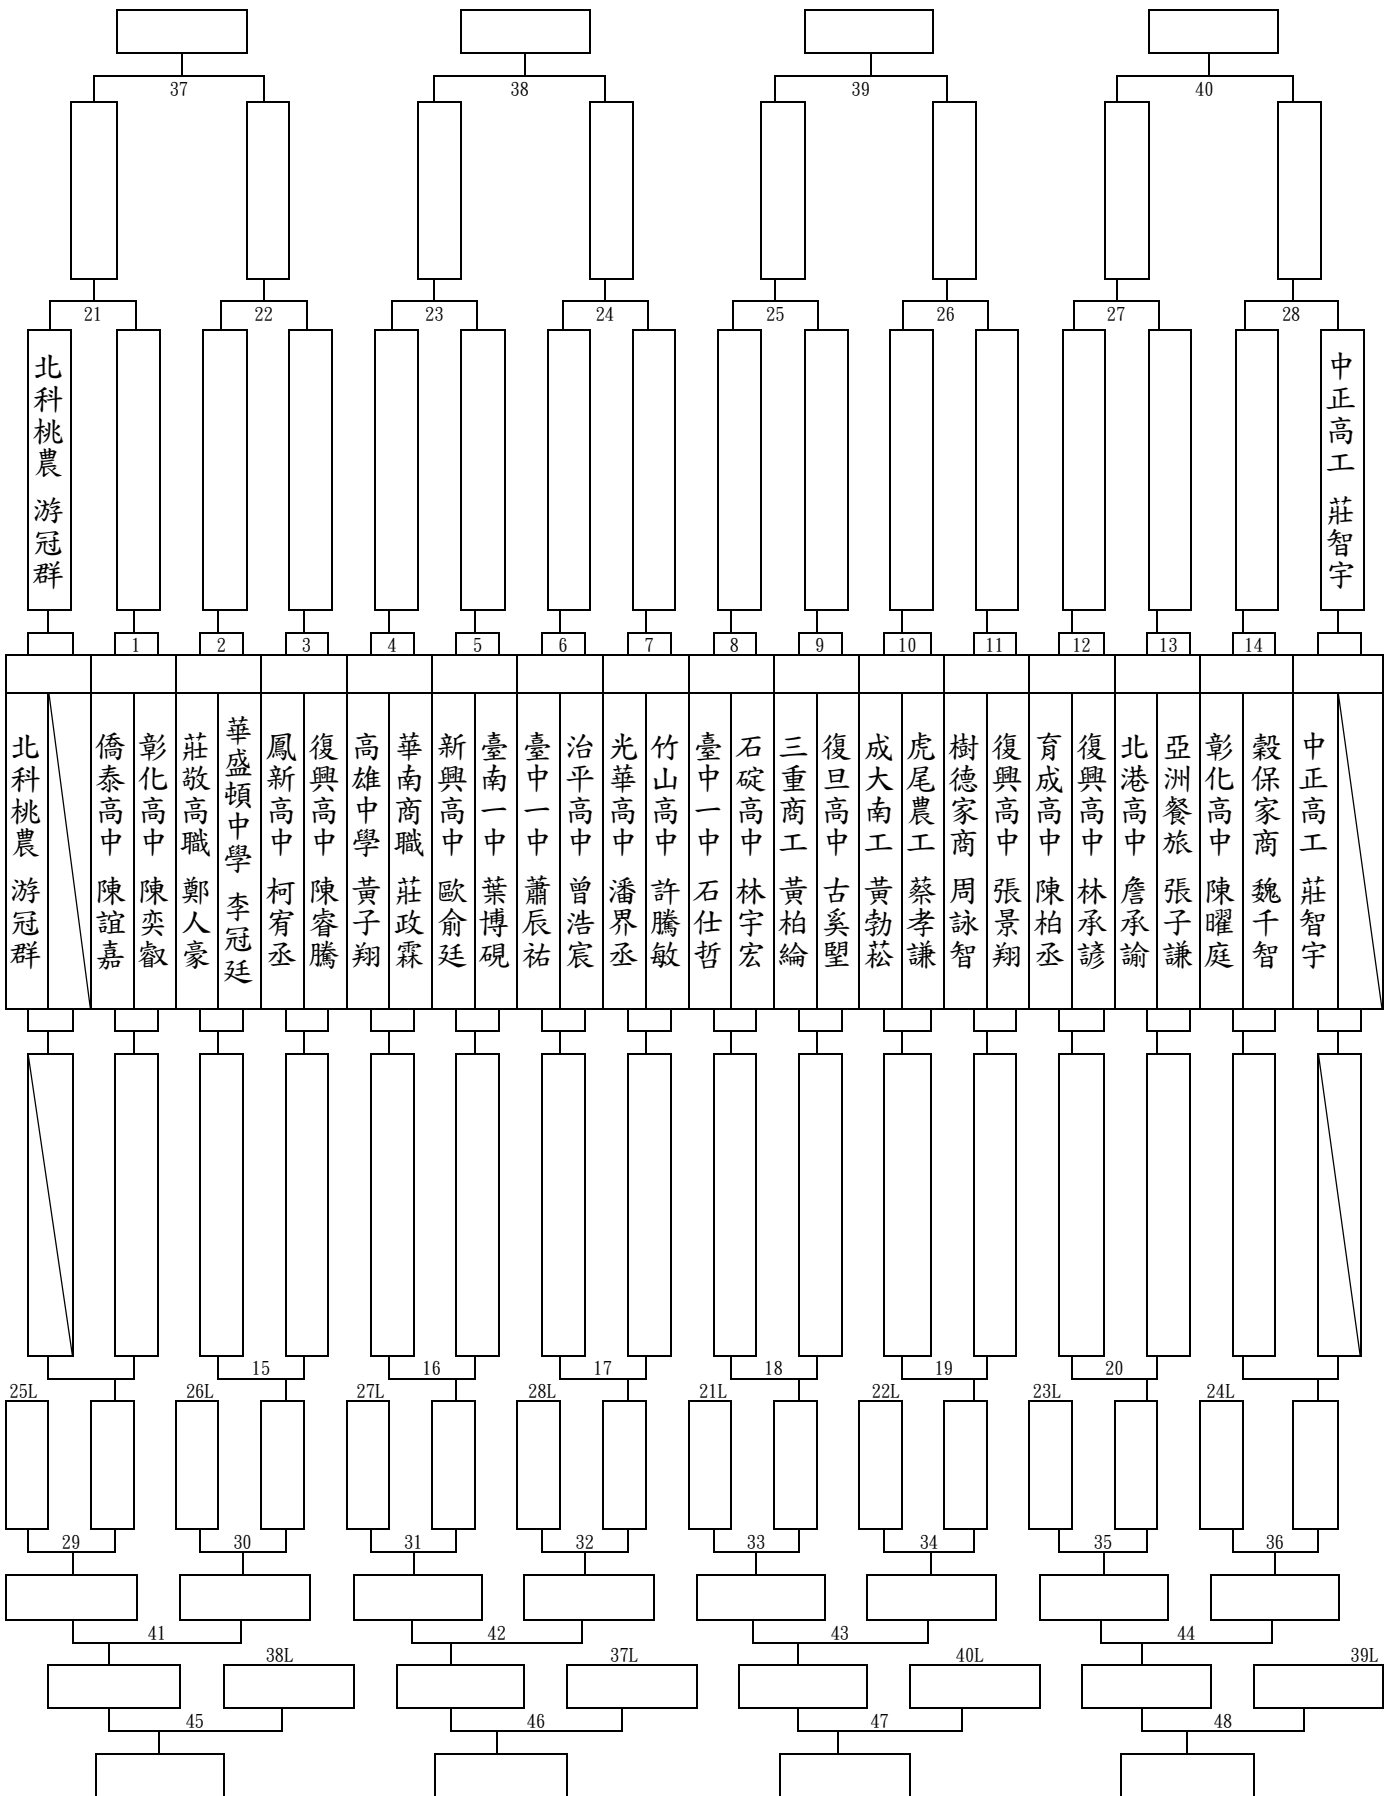 37 38 39 40
21 22 23 24 25 26 27 28
北科桃農 游冠群
中正高工 莊智宇
1 2 3 4 5 6 7 8 9 10 11 12 13 14
北科桃農 游冠群
僑泰高中 陳誼嘉
彰化高中 陳奕叡
莊敬高職 鄭人豪
華盛頓中學 李冠廷
鳳新高中 柯宥丞
復興高中 陳睿騰
高雄中學 黃子翔
華南商職 莊政霖
新興高中 歐俞廷
臺南一中 葉博硯
臺中一中 蕭辰祐
治平高中 曾浩宸
光華高中 潘界丞
竹山高中 許騰敏
臺中一中 石仕哲
石碇高中 林宇宏
三重商工 黃柏綸
復旦高中 古奚塱
成大南工 黃勃菘
虎尾農工 蔡孝謙
樹德家商 周詠智
復興高中 張景翔
育成高中 陳柏丞
復興高中 林承諺
北港高中 詹承諭
亞洲餐旅 張子謙
彰化高中 陳曜庭
穀保家商 魏千智
中正高工 莊智宇
15 16 17 18 19 20
25L 26L 27L 28L 21L 22L 23L 24L
29 30 31 32 33 34 35 36
41 42 43 44
38L 37L 40L 39L
45 46 47 48